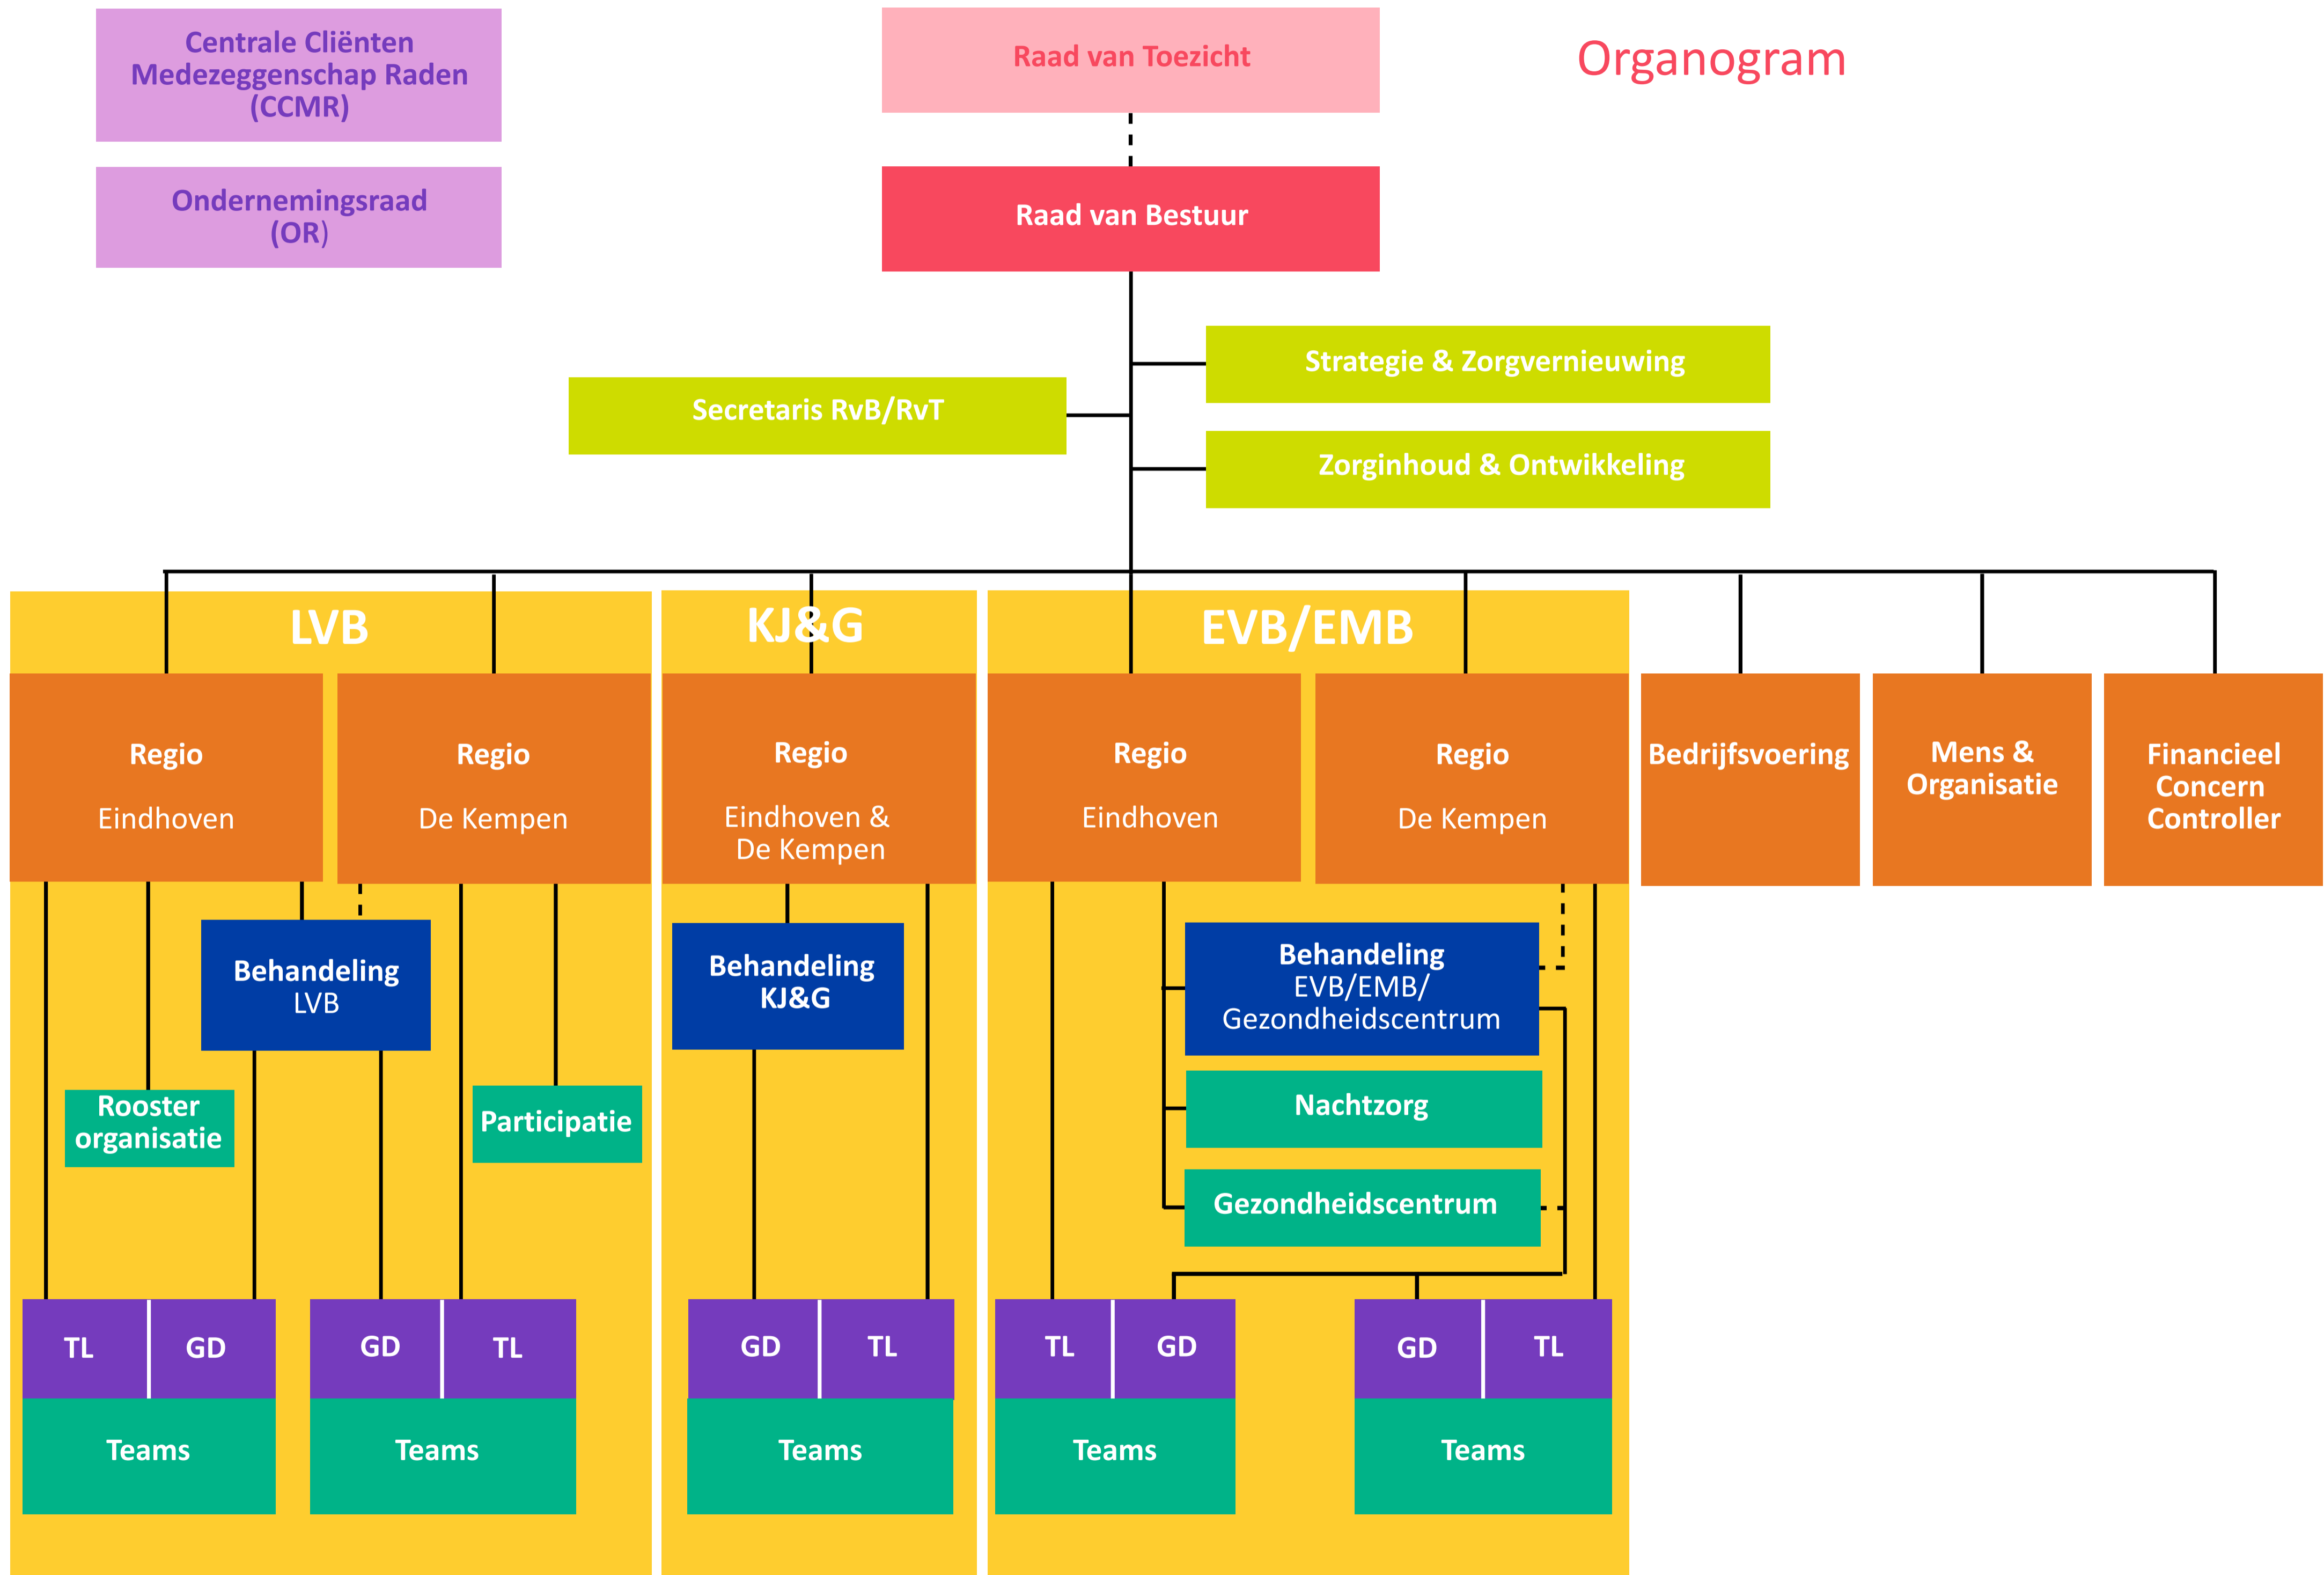 Centrale Cliënten
Medezeggenschap Raden
(CCMR)
Raad van Toezicht
Organogram
Ondernemingsraad
(OR)
Raad van Bestuur
Strategie & Zorgvernieuwing
Secretaris RvB/RvT
Zorginhoud & Ontwikkeling
LVB
KJ&G
EVB/EMB
Regio
Eindhoven
Regio
De Kempen
Regio
Eindhoven &
De Kempen
Regio
Eindhoven
Regio
De Kempen
Bedrijfsvoering
Mens &
Organisatie
Financieel
Concern
Controller
Behandeling
LVB
Behandeling
KJ&G
Behandeling
EVB/EMB/
Gezondheidscentrum
Rooster
organisatie
Participatie
Nachtzorg
Gezondheidscentrum
TL
GD
GD
TL
GD
TL
TL
GD
GD
TL
Teams
Teams
Teams
Teams
Teams